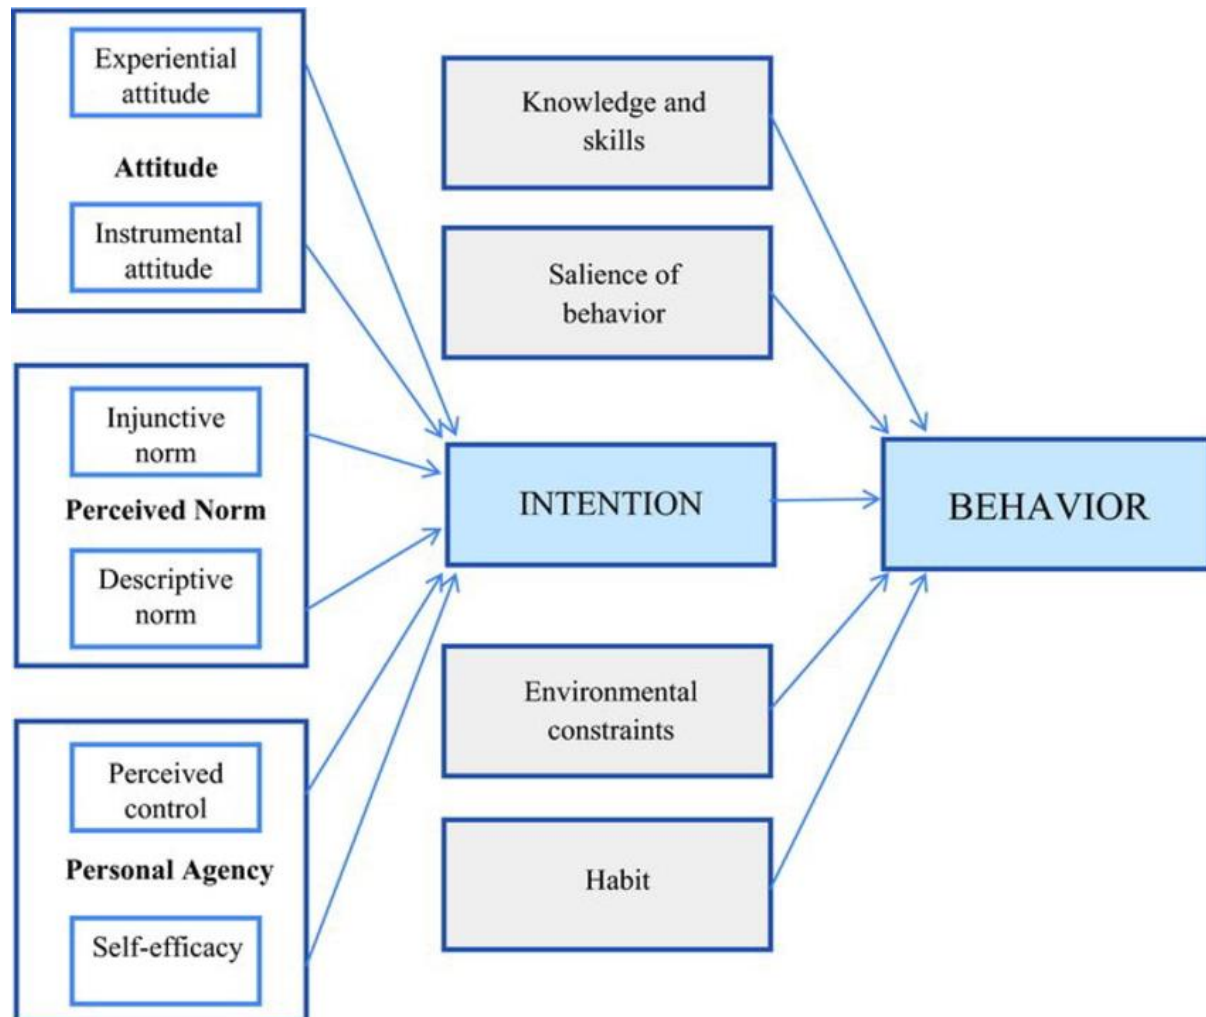 Experiential
attitude
Attitude
Instrumental
attitude
Injunctive
norm
Perceived Norm
Descriptive
norm
Perceived
control
Personal Agency
Self-efficacy
Knowledge and
skills
Salience of
behavior
INTENTION
Environmental
constraints
Habit
BEHAVIOR